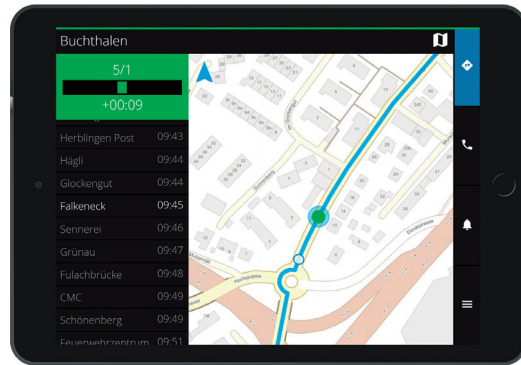 Buchthalen
5/1
+00:09
Herblingen Post 09:43
Hägli 09:44
Glockengut 09:44
Falkeneck 09:45
Sennerei 09:46
Grünau 09:47
Fulachbrücke 09:48
CMC 09:49
Schönenberg 09:49
Feuerwehrzentrum 09:51
Hochstrasse